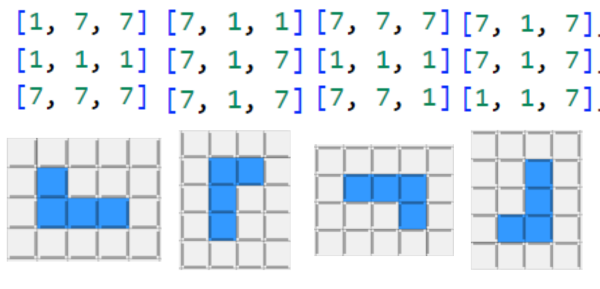 [1, 7, 7] [7, 1, 1] [7, 7, 7] [7, 1, 7],
[1, 1, 1] [7, 1, 7] [1, 1, 1] [7, 1, 7],
[7, 7, 7] [7, 1, 7] [7, 7, 1] [1, 1, 7],